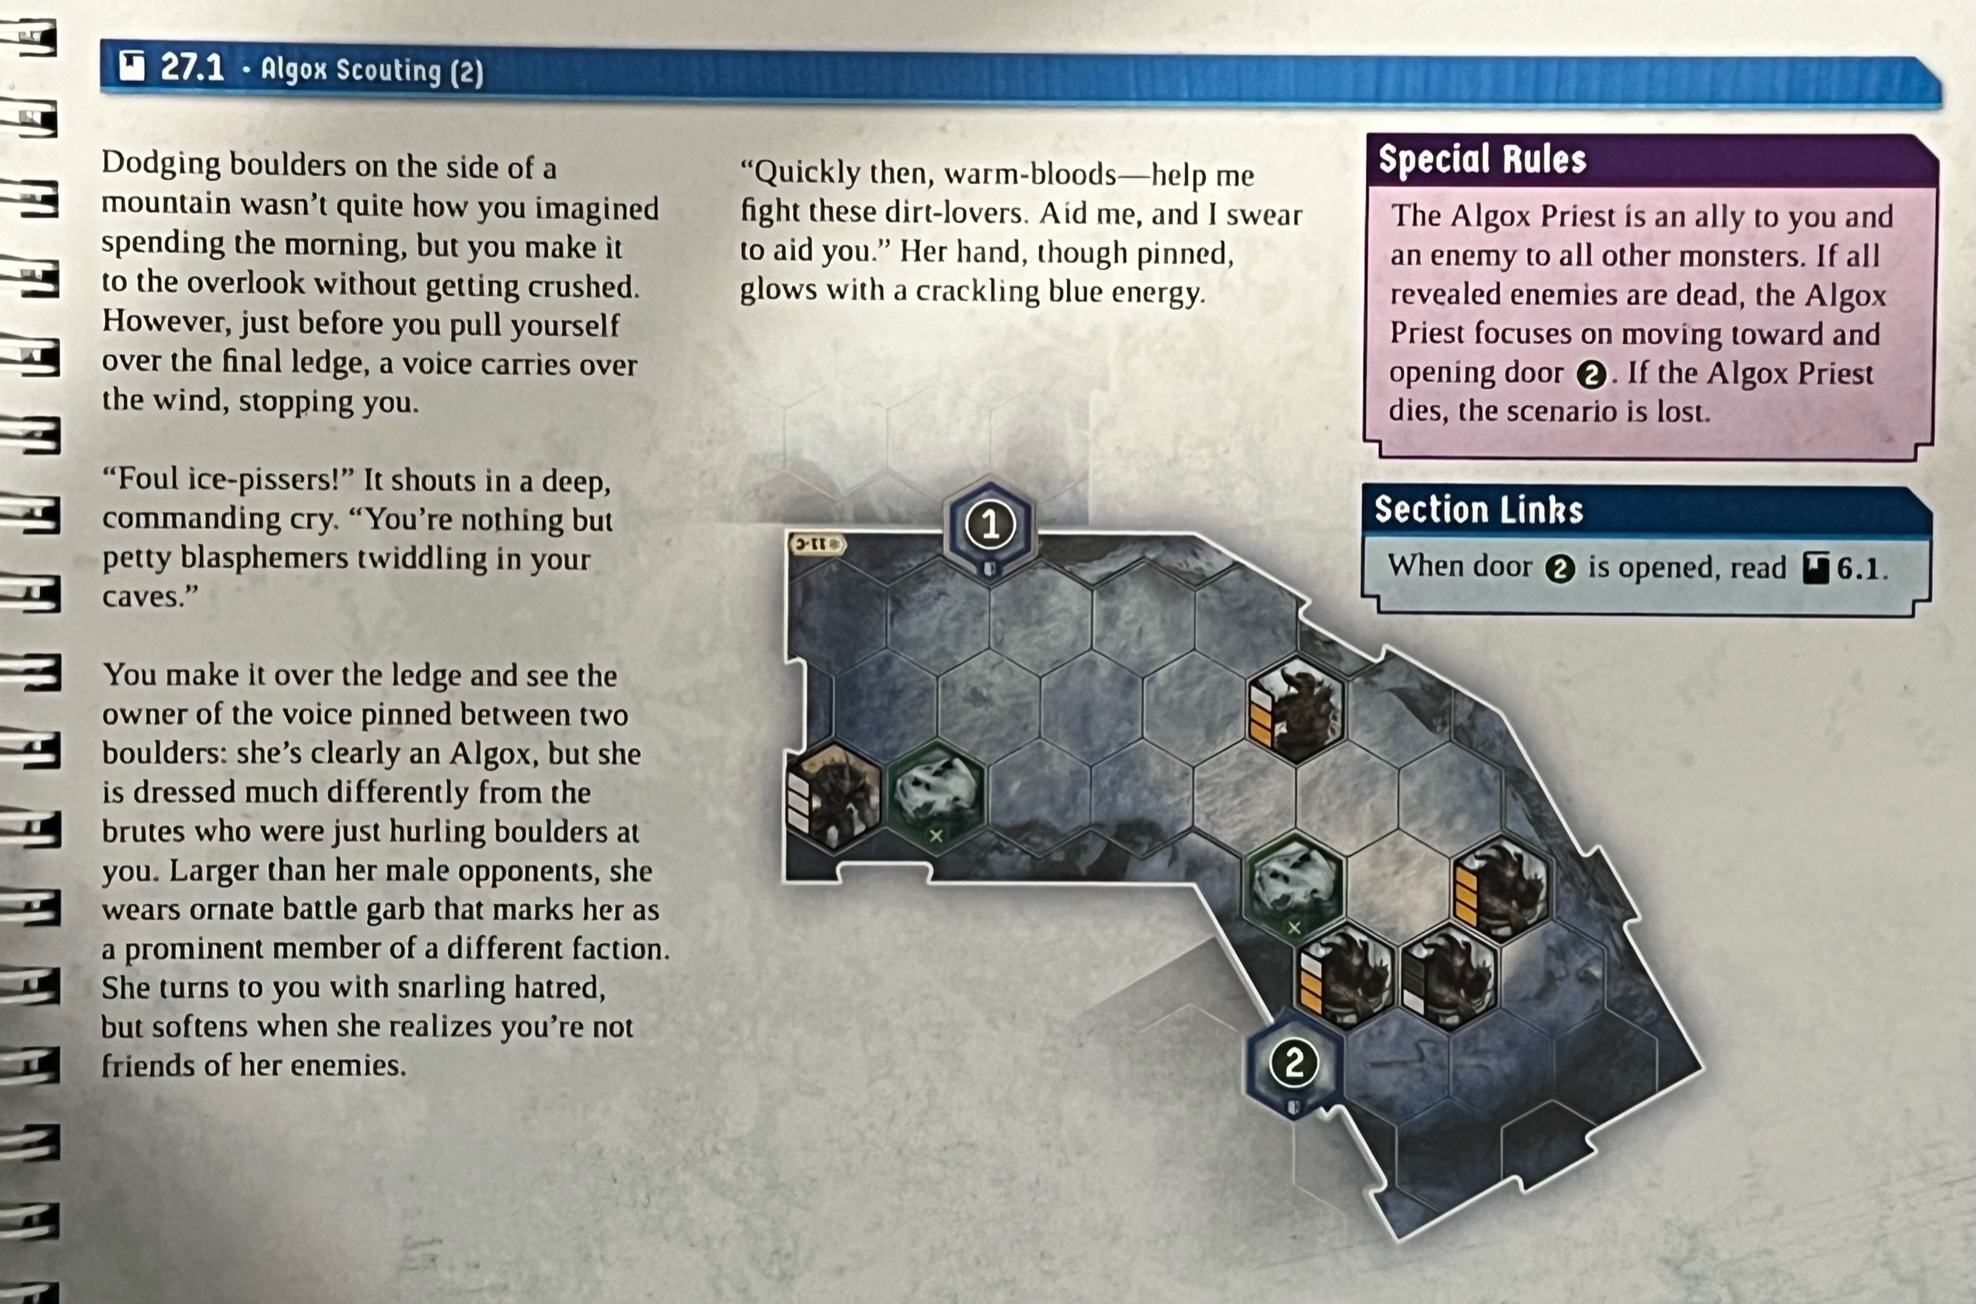 27.1 · Algox Scouting (2)
Dodging boulders on the side of a
mountain wasn't quite how you imagined
spending the morning, but you make it
to the overlook without getting crushed.
However, just before you pull yourself
over the final ledge, a voice carries over
the wind, stopping you.
“Foul ice-pissers!” It shouts in a deep,
commanding cry. “You're nothing but
petty blasphemers twiddling in your
caves.”
You make it over the ledge and see the
owner of the voice pinned between two
boulders: she's clearly an Algox, but she
is dressed much differently from the
brutes who were just hurling boulders at
you. Larger than her male opponents, she
wears ornate battle garb that marks her as
a prominent member of a different faction.
She turns to you with snarling hatred,
but softens when she realizes you're not
friends of her enemies.
“Quickly then, warm-bloods—help me
fight these dirt-lovers. Aid me, and I swear
to aid you.” Her hand, though pinned,
glows with a crackling blue energy.
1
11-C
2
Special Rules
The Algox Priest is an ally to you and
an enemy to all other monsters. If all
revealed enemies are dead, the Algox
Priest focuses on moving toward and
opening door 2. If the Algox Priest
dies, the scenario is lost.
Section Links
When door 2 is opened, read 6.1.